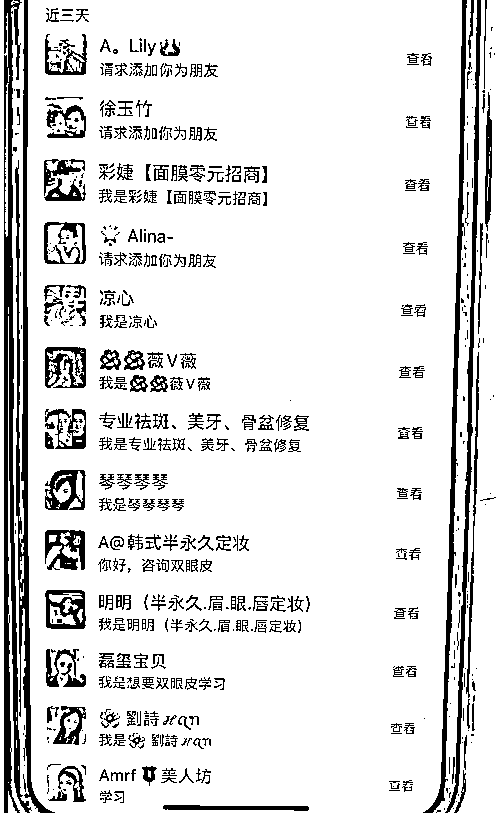 近三天
A。Lily
请求添加你为朋友
查看
徐玉竹
请求添加你为朋友
查看
彩婕【面膜零元招商】
我是彩婕【面膜零元招商】
查看
Alina-
请求添加你为朋友
查看
凉心
我是凉心
查看
薇V薇
我是薇V薇
查看
专业祛斑、美牙、骨盆修复
我是专业祛斑、美牙、骨盆修复
查看
琴琴琴琴
我是琴琴琴琴
查看
A@韩式半永久定妆
你好，咨询双眼皮
查看
明明（半永久.眉.眼.唇定妆）
我是明明（半永久.眉.眼.唇定妆）
查看
磊玺宝贝
我是想要双眼皮学习
查看
劉詩
我是 劉詩
查看
Amrf 美人坊
学习
查看